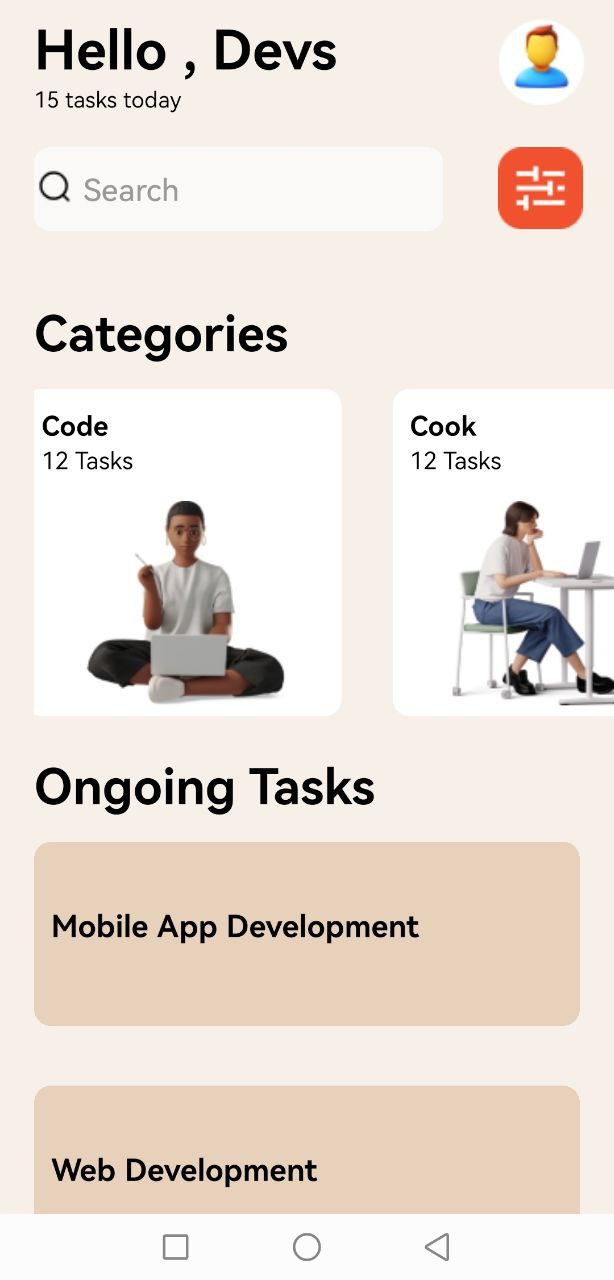 Hello , Devs
15 tasks today
Search
Categories
Code
12 Tasks
Cook
12 Tasks
Ongoing Tasks
Mobile App Development
Web Development